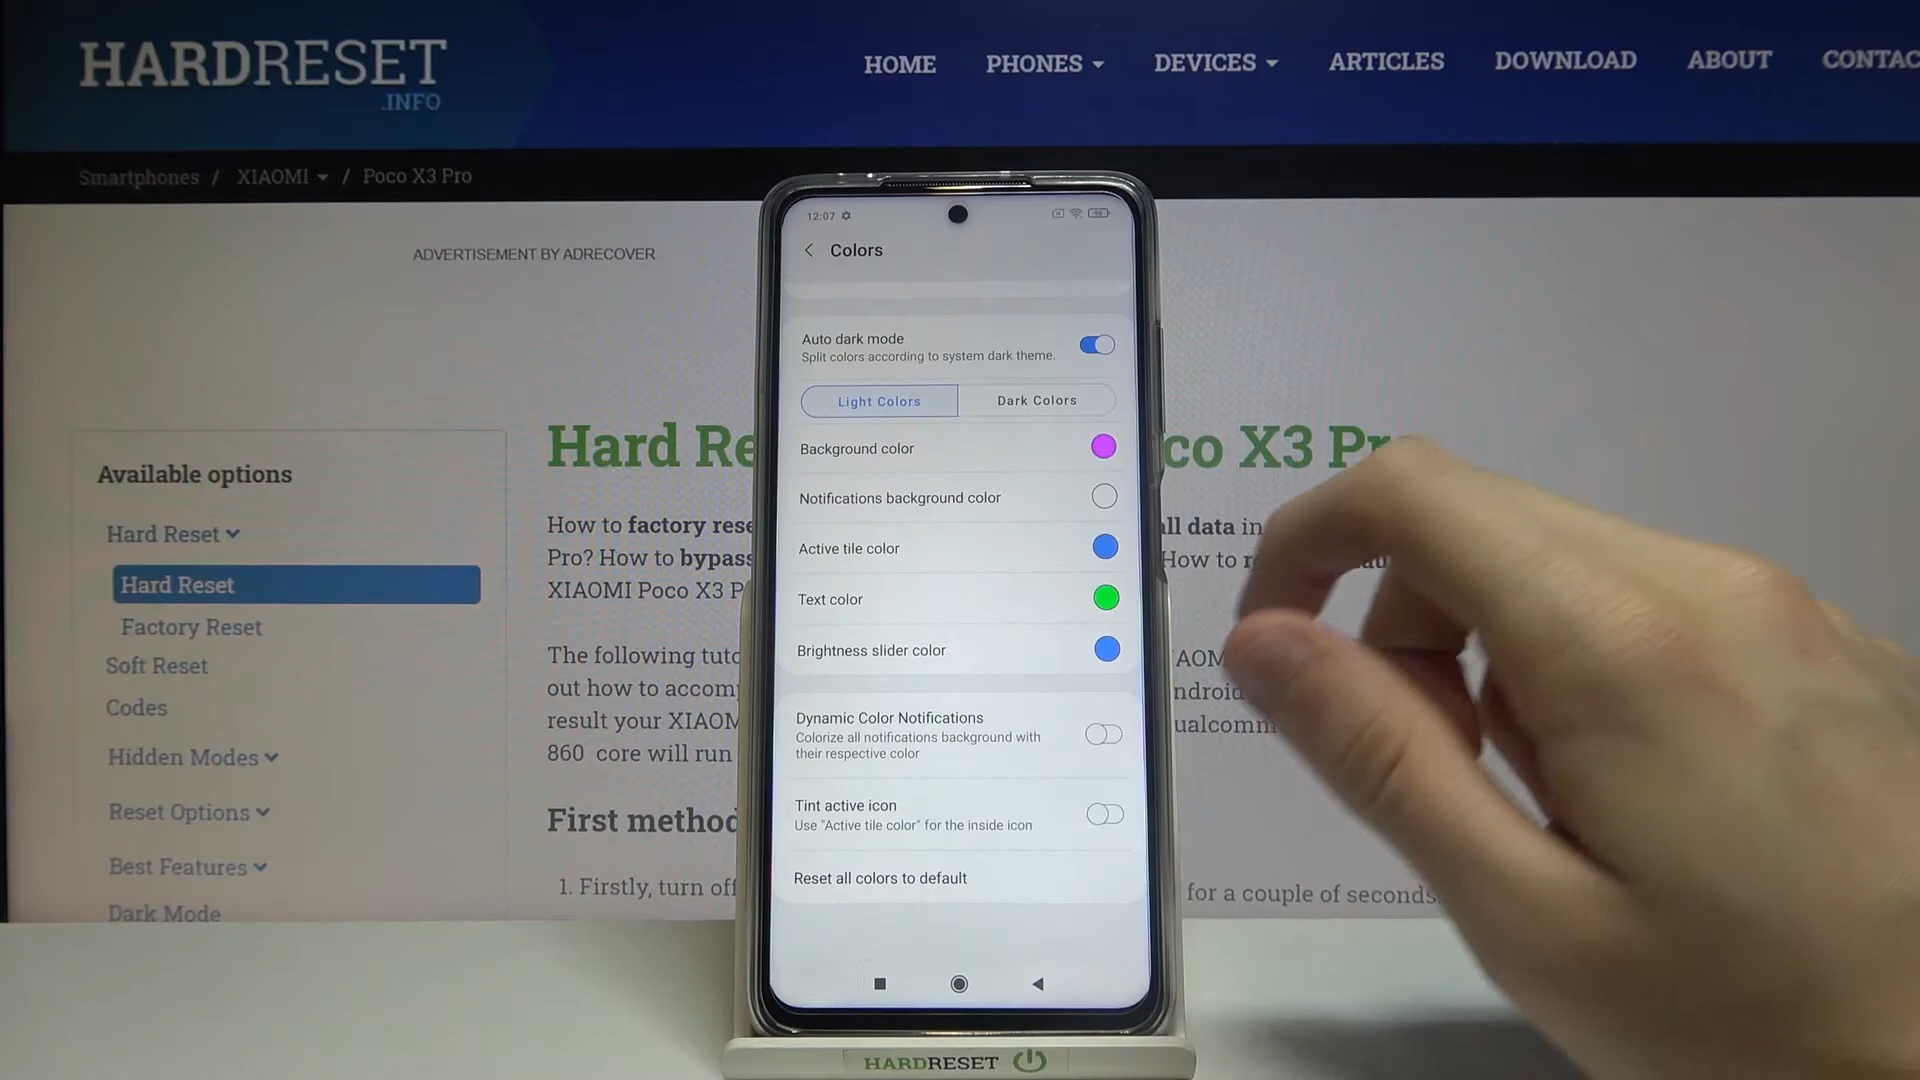 HARDRESET
.INFO
HOME
PHONES
DEVICES
ARTICLES
DOWNLOAD
ABOUT
CONTAC
Smartphones / XIAOMI / Poco X3 Pro
ADVERTISEMENT BY ADRECOVER
Available options
Hard Reset
Hard Reset
Factory Reset
Soft Reset
Codes
Hidden Modes
Reset Options
Best Features
Dark Mode
Hard Re
co X3 Pr
How to factory rese
ll data in
Pro? How to bypass
How to r
XIAOMI Poco X3 P
The following tuto
out how to accom
result your XIAOM
860 core will run
ndroid
ualcomm
First method
1. Firstly, turn off
for a couple of seconds.
12:07
98
Colors
Auto dark mode
Split colors according to system dark theme.
Light Colors
Dark Colors
Background color
Notifications background color
Active tile color
Text color
Brightness slider color
Dynamic Color Notifications
Colorize all notifications background with
their respective color
Tint active icon
Use "Active tile color" for the inside icon
Reset all colors to default
HARDRESET